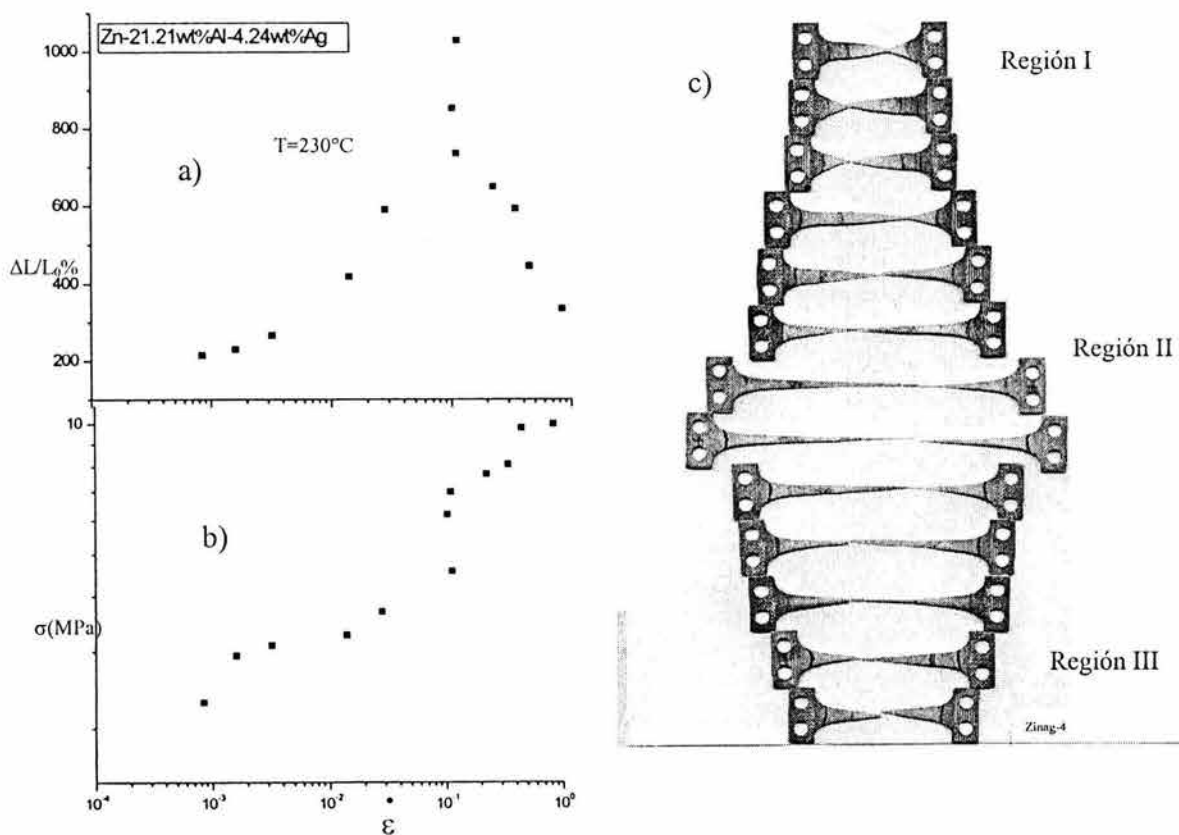 Zn-21.21wt%Al-4.24wt%Ag
1000
800
600
400
200
ΔL/L₀%
a)
T=230°C
10
b)
σ(MPa)
10⁻⁴
10⁻³
10⁻²
10⁻¹
10⁰
ε̇
c)
Región I
Región II
Región III
Zinag-4